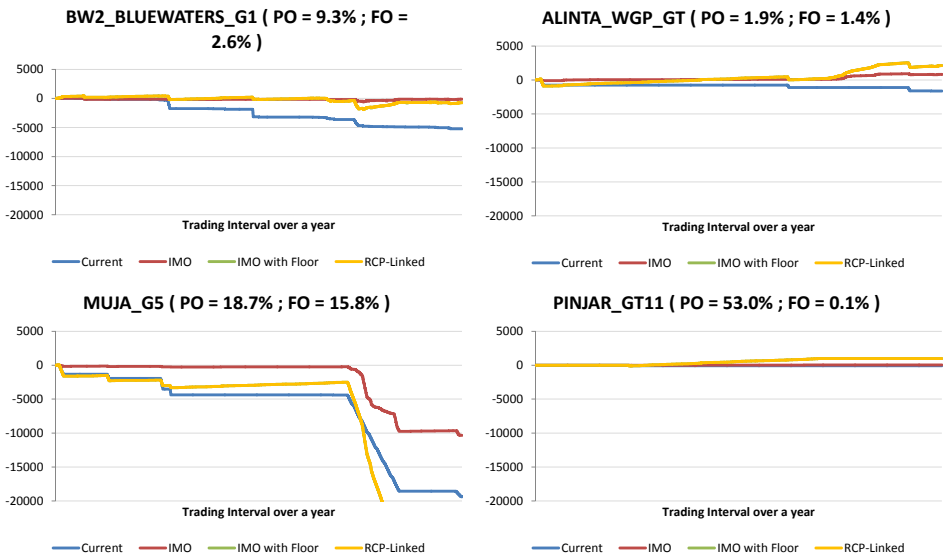 BW2_BLUEWATERS_G1 ( PO = 9.3% ; FO =
2.6% )
5000
0
-5000
-10000
-15000
-20000
Trading Interval over a year
Current IMO IMO with Floor RCP-Linked
ALINTA_WGP_GT ( PO = 1.9% ; FO = 1.4% )
5000
0
-5000
-10000
-15000
-20000
Trading Interval over a year
Current IMO IMO with Floor RCP-Linked
MUJA_G5 ( PO = 18.7% ; FO = 15.8% )
5000
0
-5000
-10000
-15000
-20000
Trading Interval over a year
Current IMO IMO with Floor RCP-Linked
PINJAR_GT11 ( PO = 53.0% ; FO = 0.1% )
5000
0
-5000
-10000
-15000
-20000
Trading Interval over a year
Current IMO IMO with Floor RCP-Linked